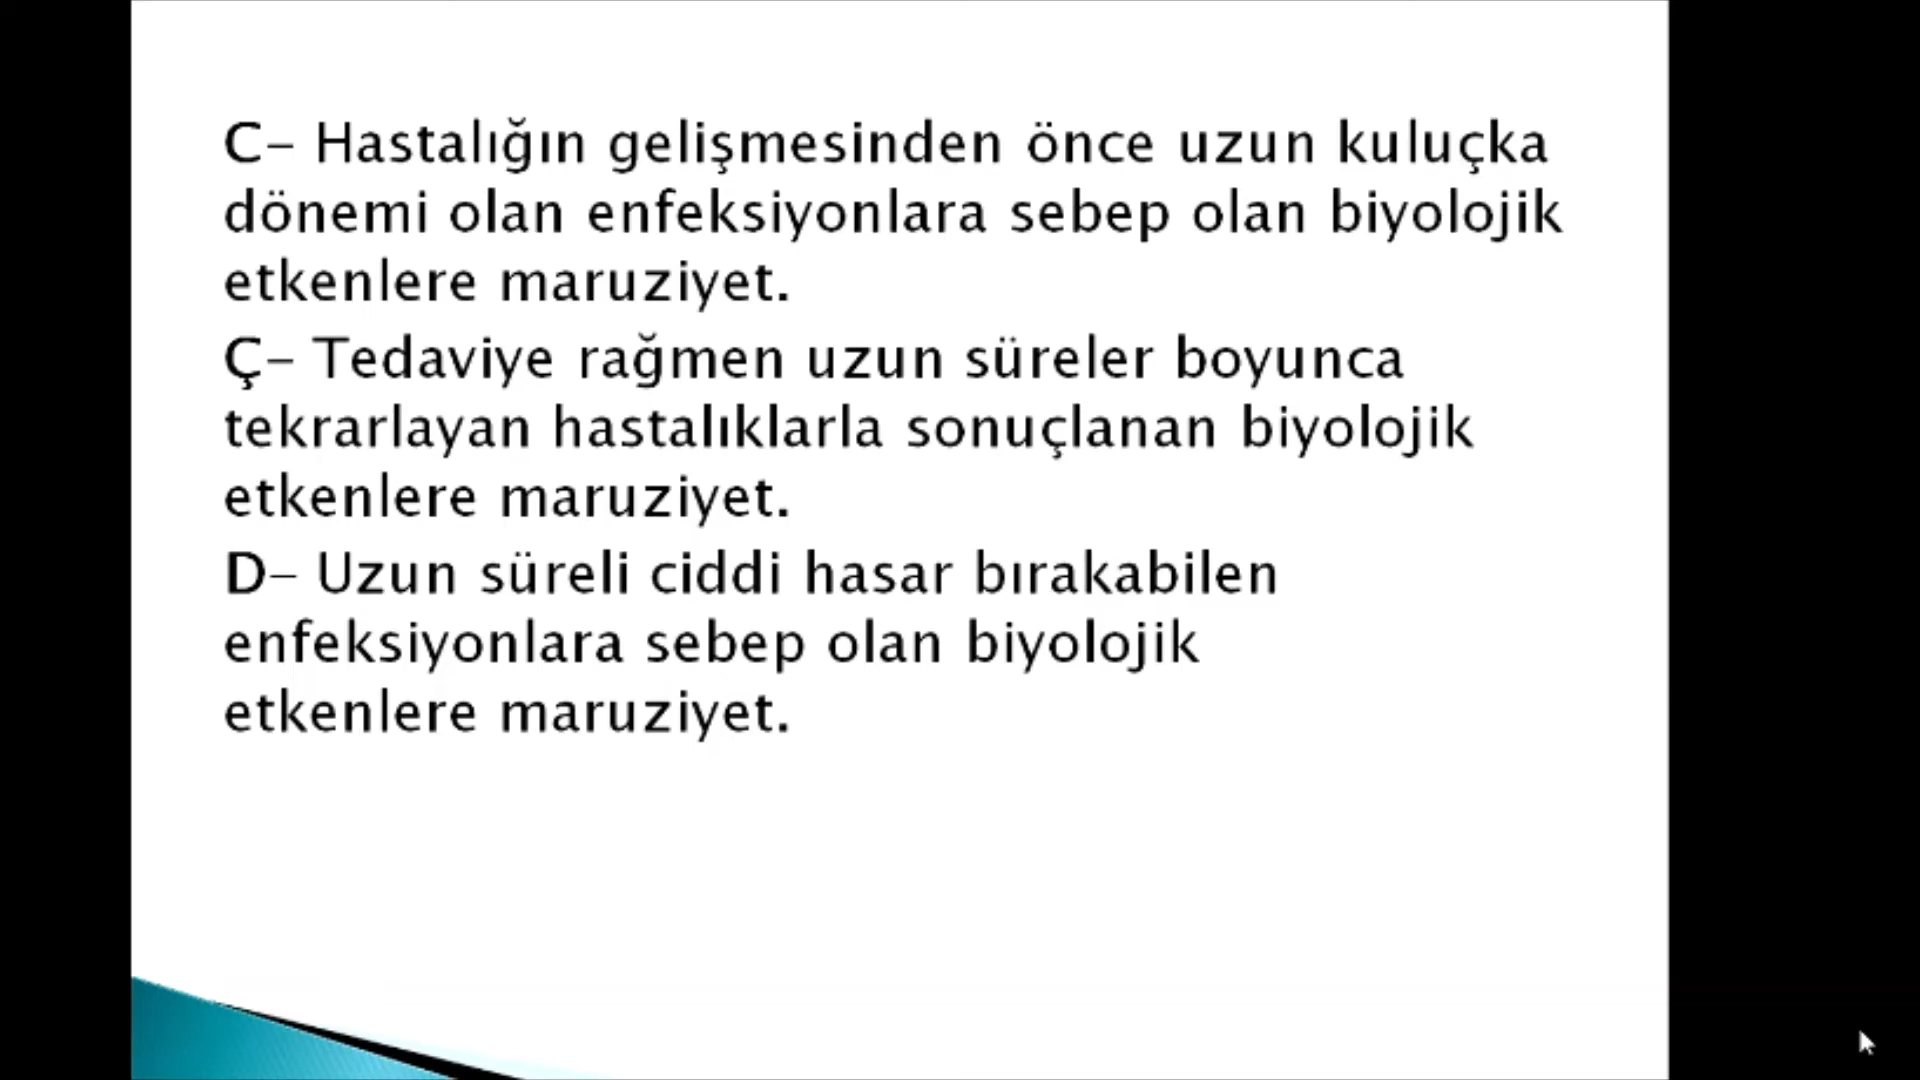 C- Hastalığın gelişmesinden önce uzun kuluçka
dönemi olan enfeksiyonlara sebep olan biyolojik
etkenlere maruziyet.
Ç- Tedaviye rağmen uzun süreler boyunca
tekrarlayan hastalıklarla sonuçlanan biyolojik
etkenlere maruziyet.
D- Uzun süreli ciddi hasar bırakabilen
enfeksiyonlara sebep olan biyolojik
etkenlere maruziyet.